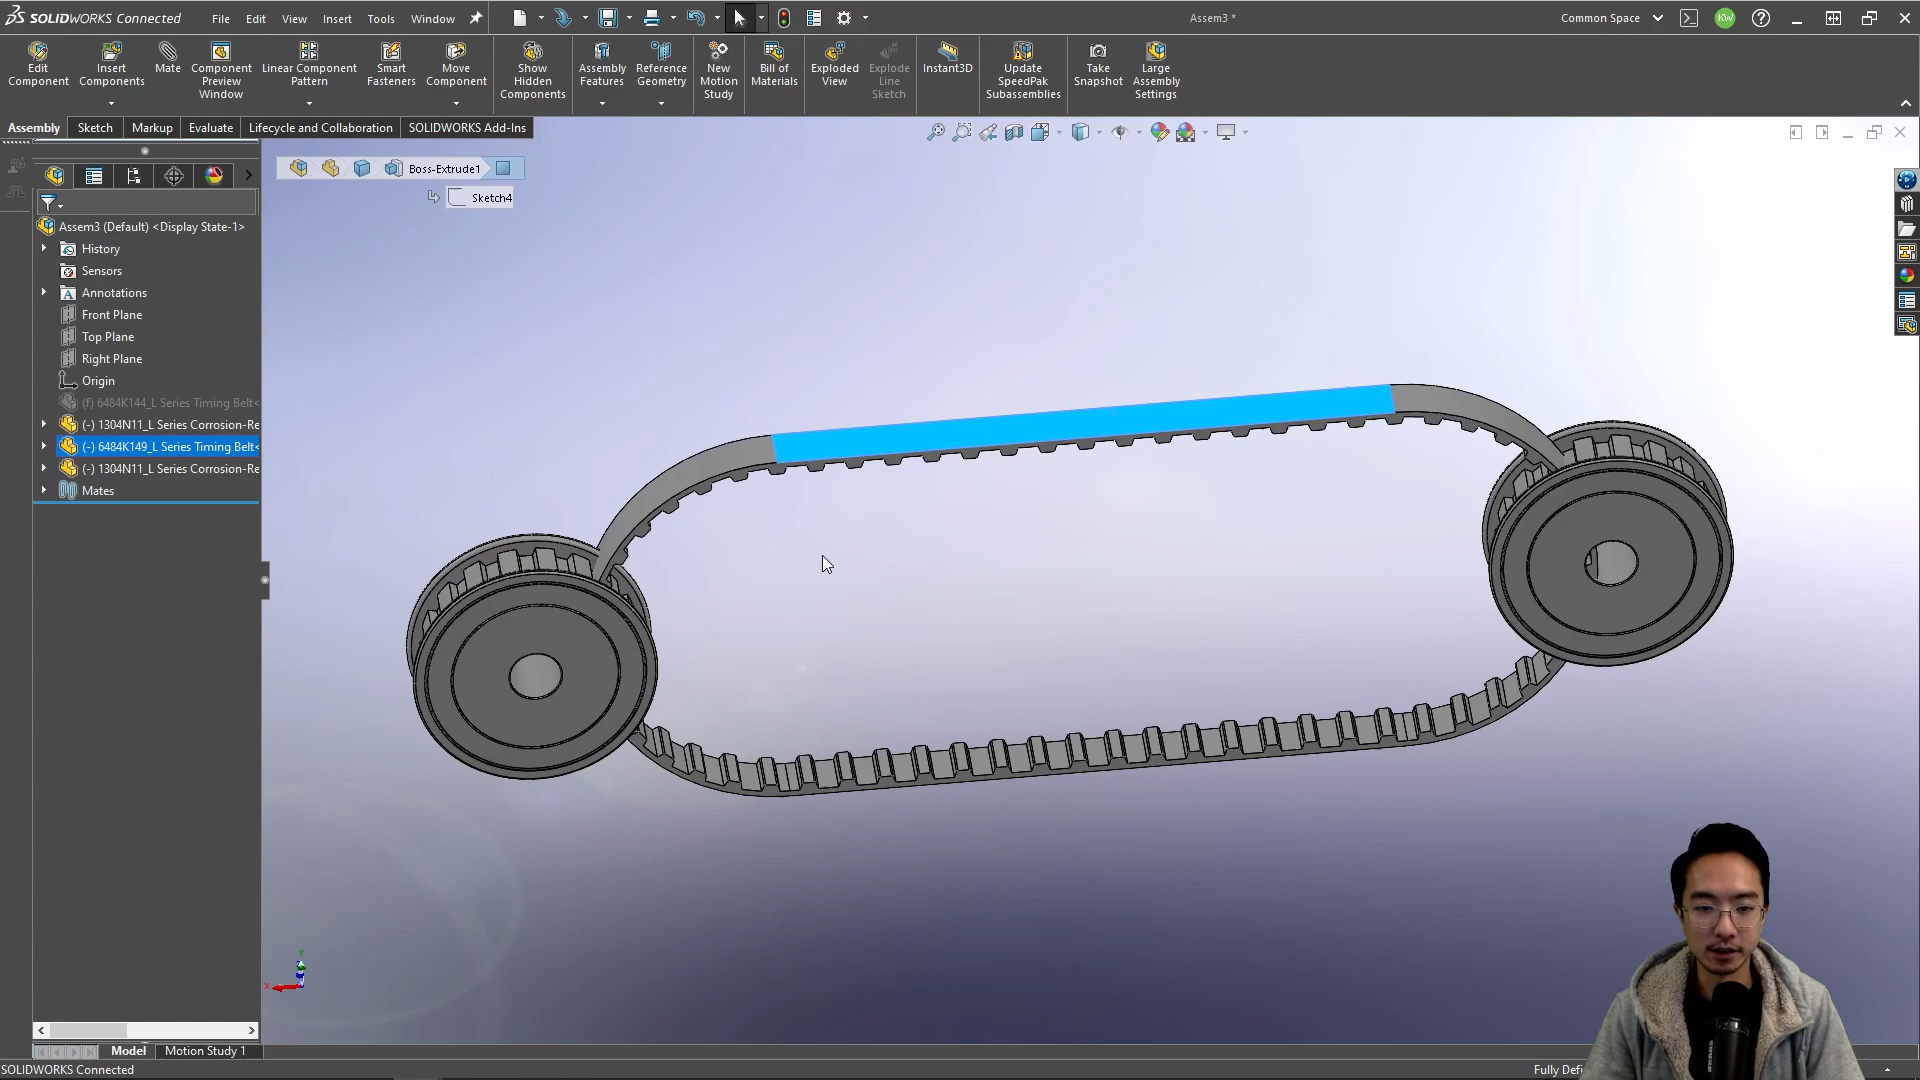 SOLIDWORKS Connected
File Edit View Insert Tools Window
Assem3 *
Common Space
KW
Edit Component
Insert Components
Mate
Component Preview Window
Linear Component Pattern
Smart Fasteners
Move Component
Show Hidden Components
Assembly Features
Reference Geometry
New Motion Study
Bill of Materials
Exploded View
Explode Line Sketch
Instant3D
Update SpeedPak Subassemblies
Take Snapshot
Large Assembly Settings
Assembly Sketch Markup Evaluate Lifecycle and Collaboration SOLIDWORKS Add-Ins
Boss-Extrude1
Sketch4
Assem3 (Default) <Display State-1>
History
Sensors
Annotations
Front Plane
Top Plane
Right Plane
Origin
(f) 6484K144_L Series Timing Belt<
(-) 1304N11_L Series Corrosion-Re
(-) 6484K149_L Series Timing Belt<
(-) 1304N11_L Series Corrosion-Re
Mates
Model Motion Study 1
SOLIDWORKS Connected
Fully Defi